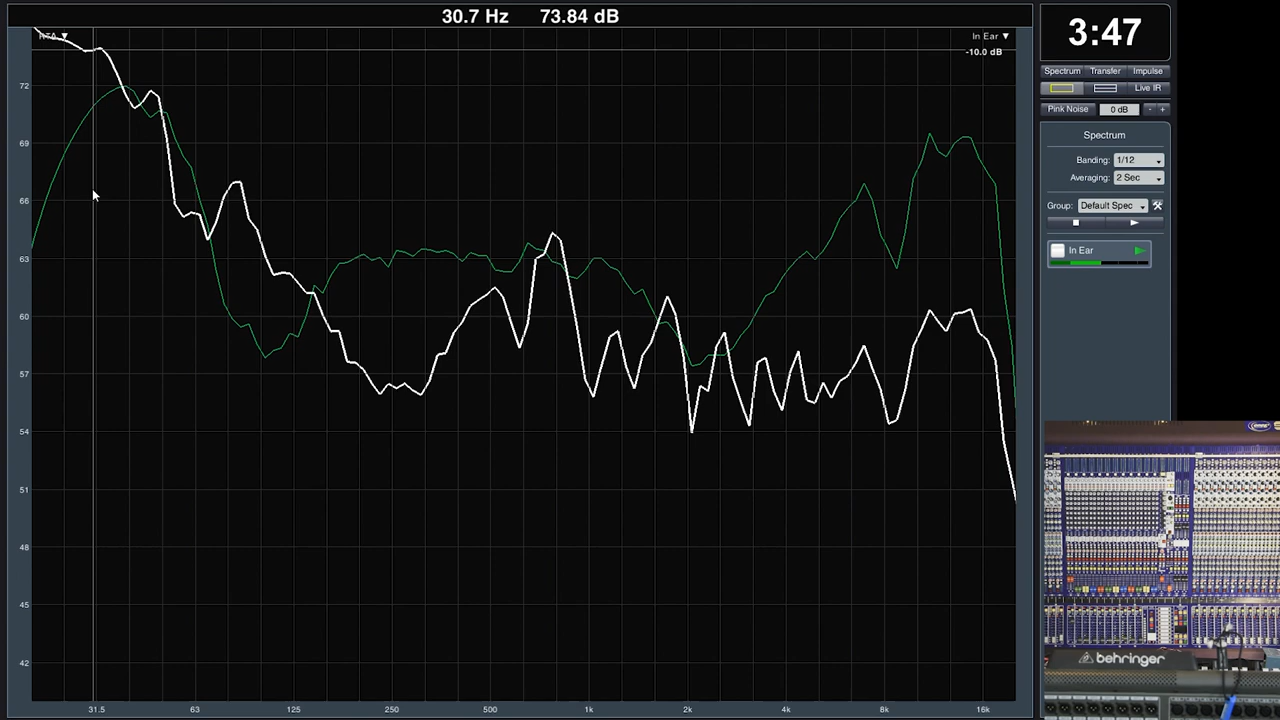 30.7 Hz 73.84 dB
3:47
RTA ▼
In Ear ▼
-10.0 dB
Spectrum Transfer Impulse
Live IR
Pink Noise 0 dB - +
Spectrum
Banding: 1/12
Averaging: 2 Sec
Group: Default Spec
In Ear
72
69
66
63
60
57
54
51
48
45
42
31.5 63 125 250 500 1k 2k 4k 8k 16k
behringer